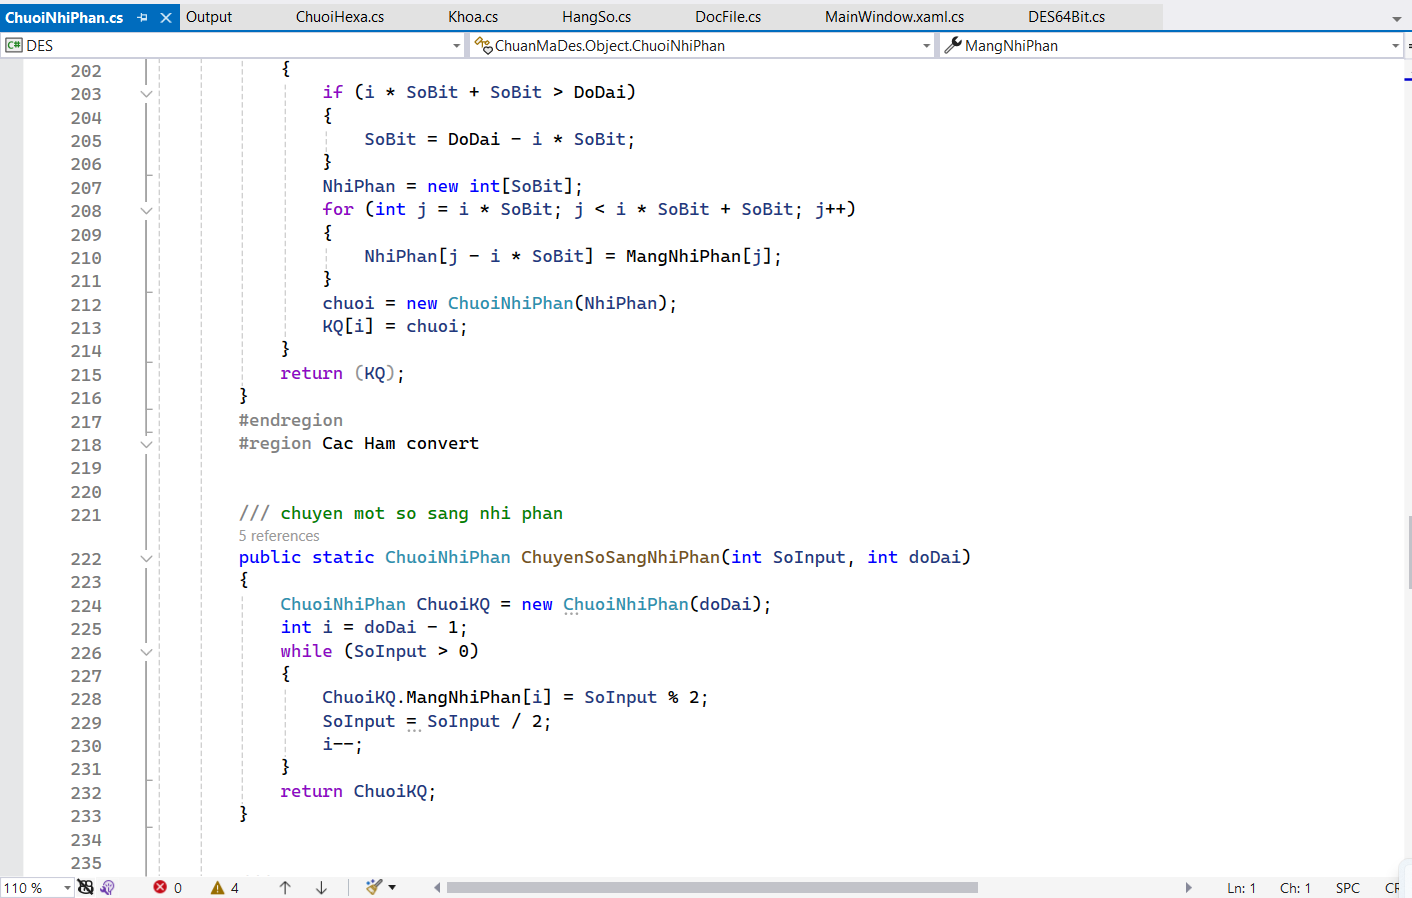 ChuoiNhiPhan.cs Output ChuoiHexa.cs Khoa.cs HangSo.cs DocFile.cs MainWindow.xaml.cs DES64Bit.cs
C# DES ChuanMaDes.Object.ChuoiNhiPhan MangNhiPhan
202 {
203 if (i * SoBit + SoBit > DoDai)
204 {
205 SoBit = DoDai - i * SoBit;
206 }
207 NhiPhan = new int[SoBit];
208 for (int j = i * SoBit; j < i * SoBit + SoBit; j++)
209 {
210 NhiPhan[j - i * SoBit] = MangNhiPhan[j];
211 }
212 chuoi = new ChuoiNhiPhan(NhiPhan);
213 KQ[i] = chuoi;
214 }
215 return (KQ);
216 }
217 #endregion
218 #region Cac Ham convert
219
220
221 /// chuyen mot so sang nhi phan
5 references
222 public static ChuoiNhiPhan ChuyenSoSangNhiPhan(int SoInput, int doDai)
223 {
224 ChuoiNhiPhan ChuoiKQ = new ChuoiNhiPhan(doDai);
225 int i = doDai - 1;
226 while (SoInput > 0)
227 {
228 ChuoiKQ.MangNhiPhan[i] = SoInput % 2;
229 SoInput = SoInput / 2;
230 i--;
231 }
232 return ChuoiKQ;
233 }
234
235
110 % 0 4 Ln: 1 Ch: 1 SPC